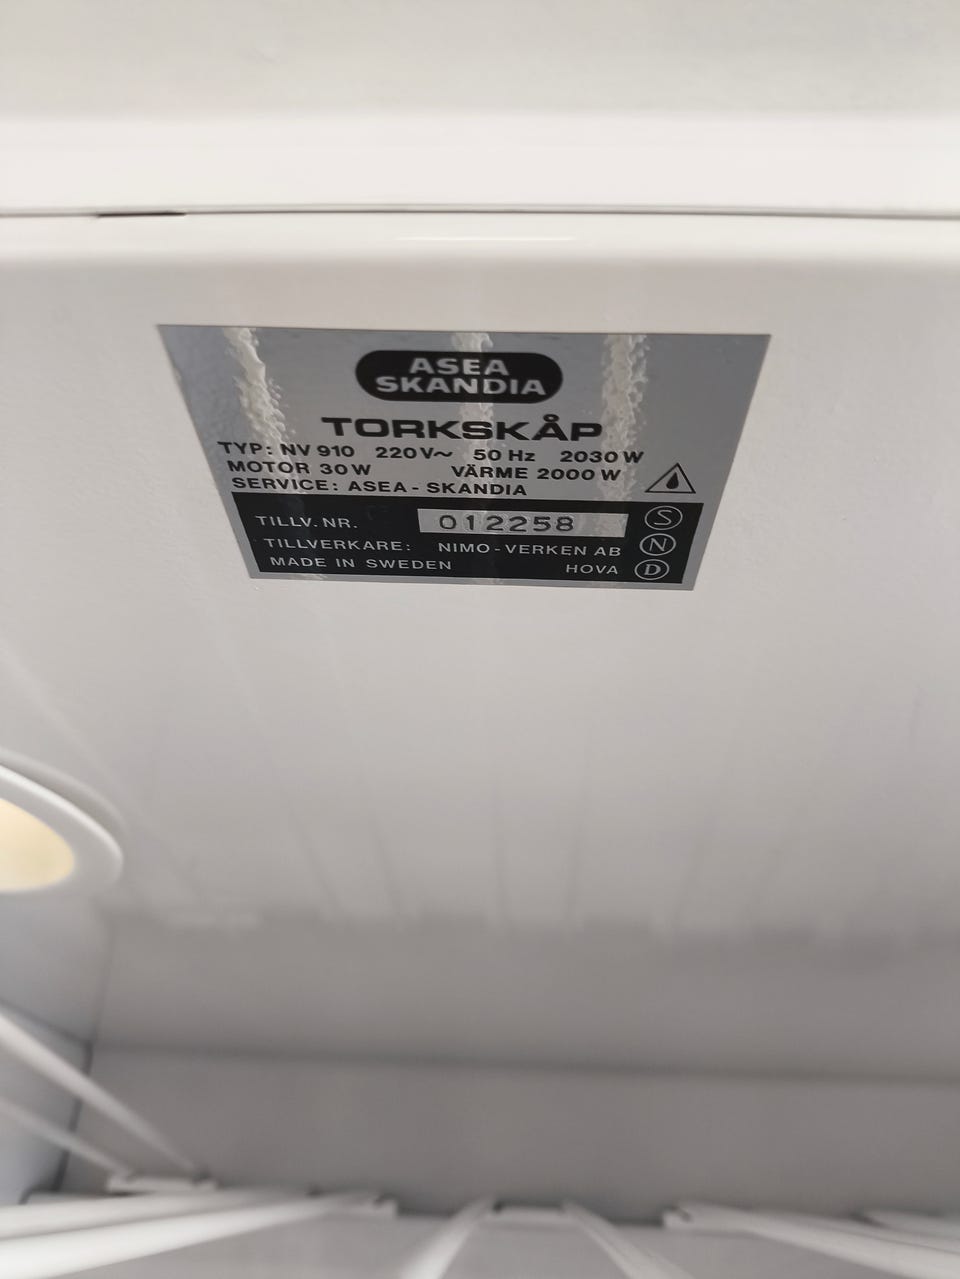 ASEA
SKANDIA
TORKSKÅP
TYP: NV 910 220V~ 50 Hz 2030 W
MOTOR 30 W VÄRME 2000 W
SERVICE: ASEA - SKANDIA
TILLV. NR. 012258
TILLVERKARE: NIMO - VERKEN AB
MADE IN SWEDEN HOVA
S
N
D